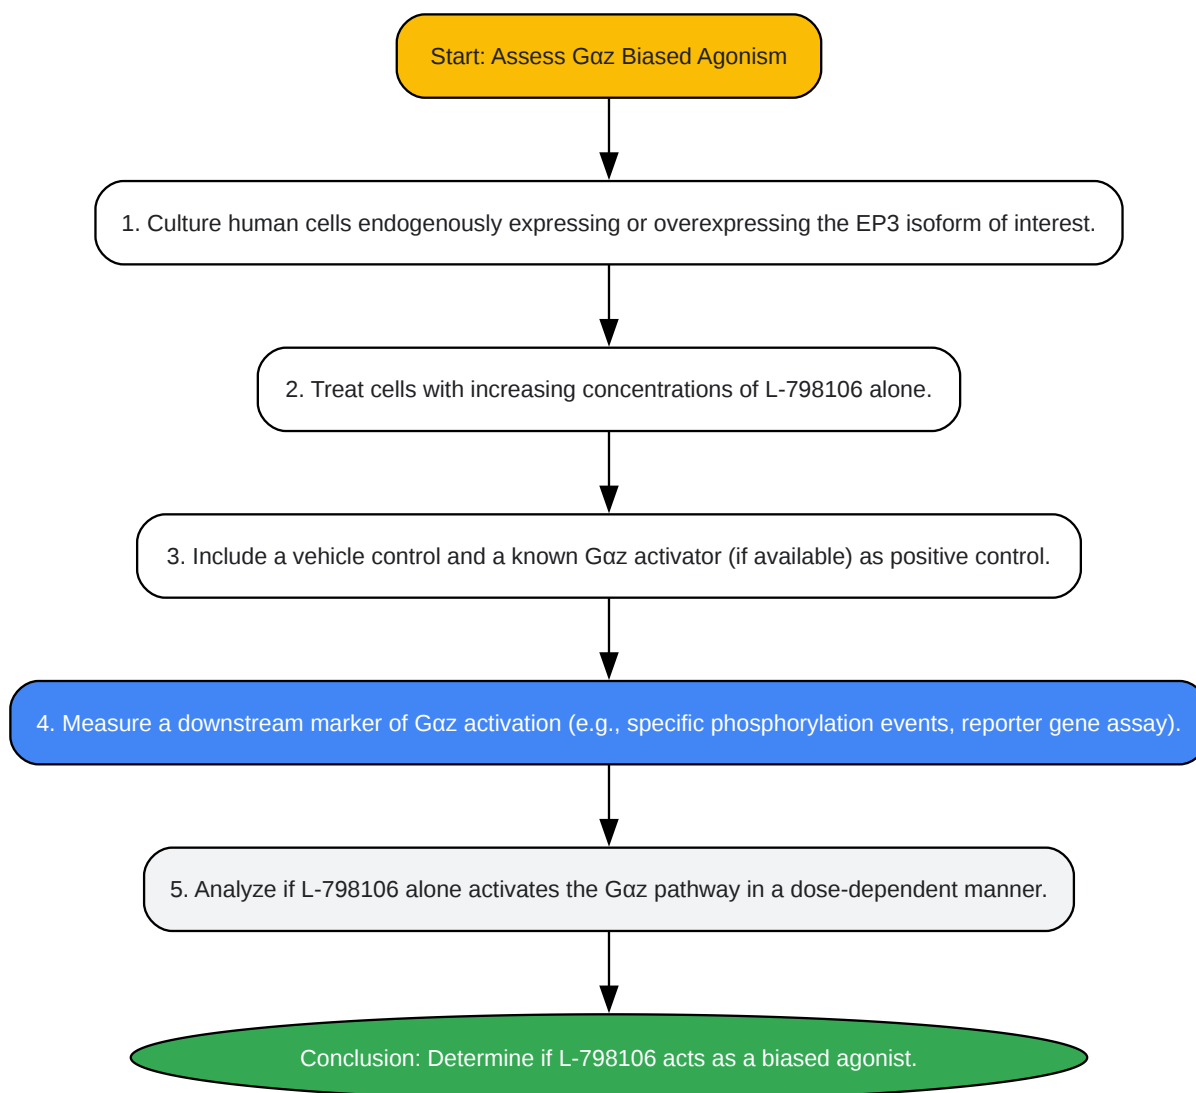 Start: Assess Gαz Biased Agonism
1. Culture human cells endogenously expressing or overexpressing the EP3 isoform of interest.
2. Treat cells with increasing concentrations of L-798106 alone.
3. Include a vehicle control and a known Gαz activator (if available) as positive control.
4. Measure a downstream marker of Gαz activation (e.g., specific phosphorylation events, reporter gene assay).
5. Analyze if L-798106 alone activates the Gαz pathway in a dose-dependent manner.
Conclusion: Determine if L-798106 acts as a biased agonist.